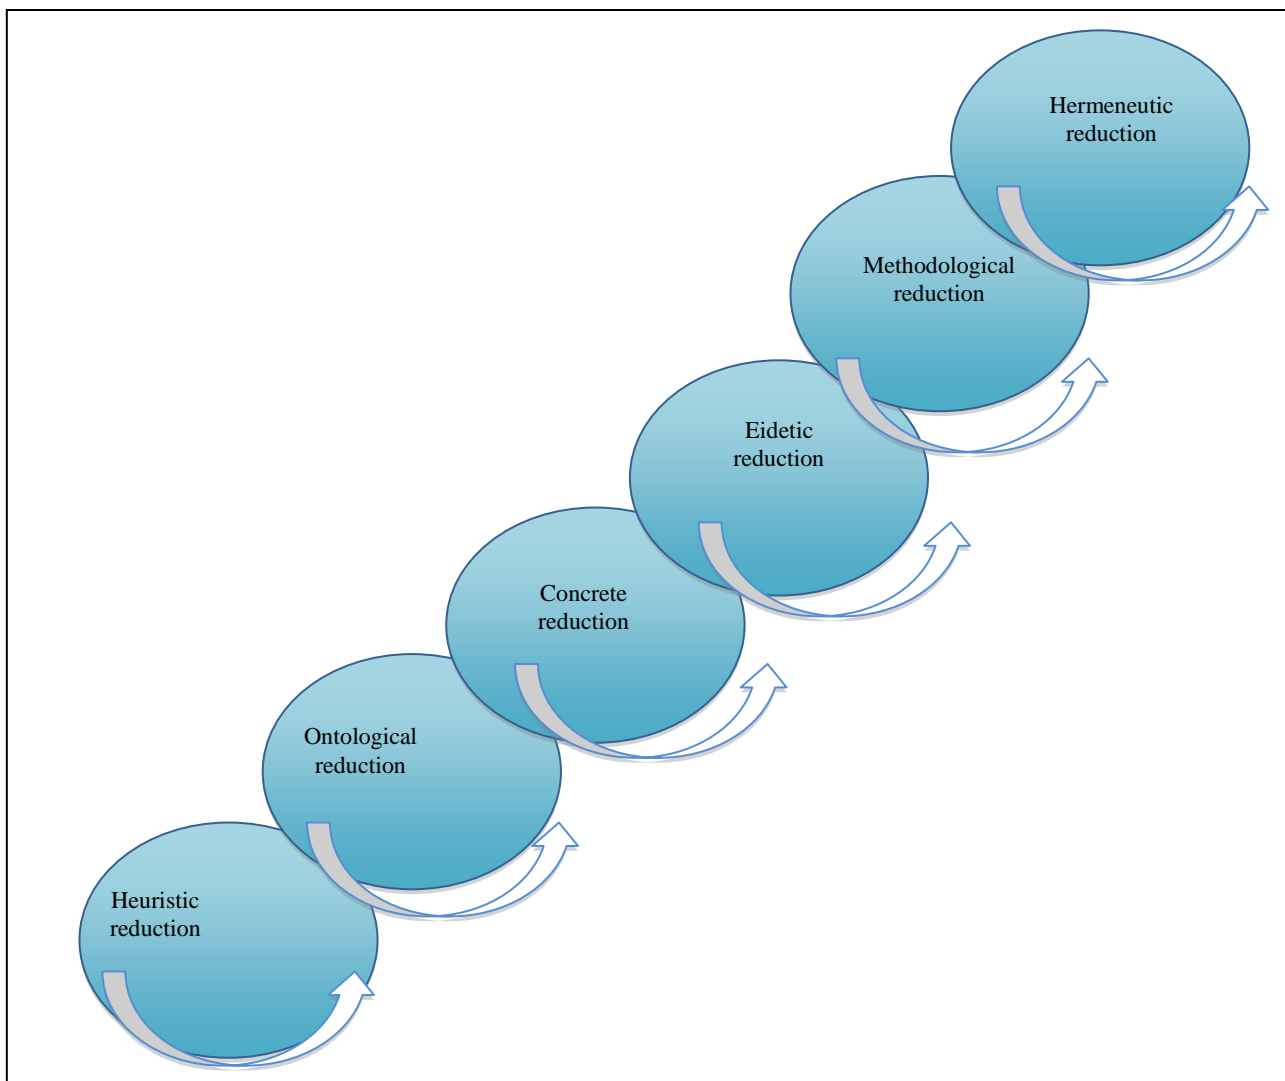 Hermeneutic
reduction
Methodological
reduction
Eidetic
reduction
Concrete
reduction
Ontological
reduction
Heuristic
reduction